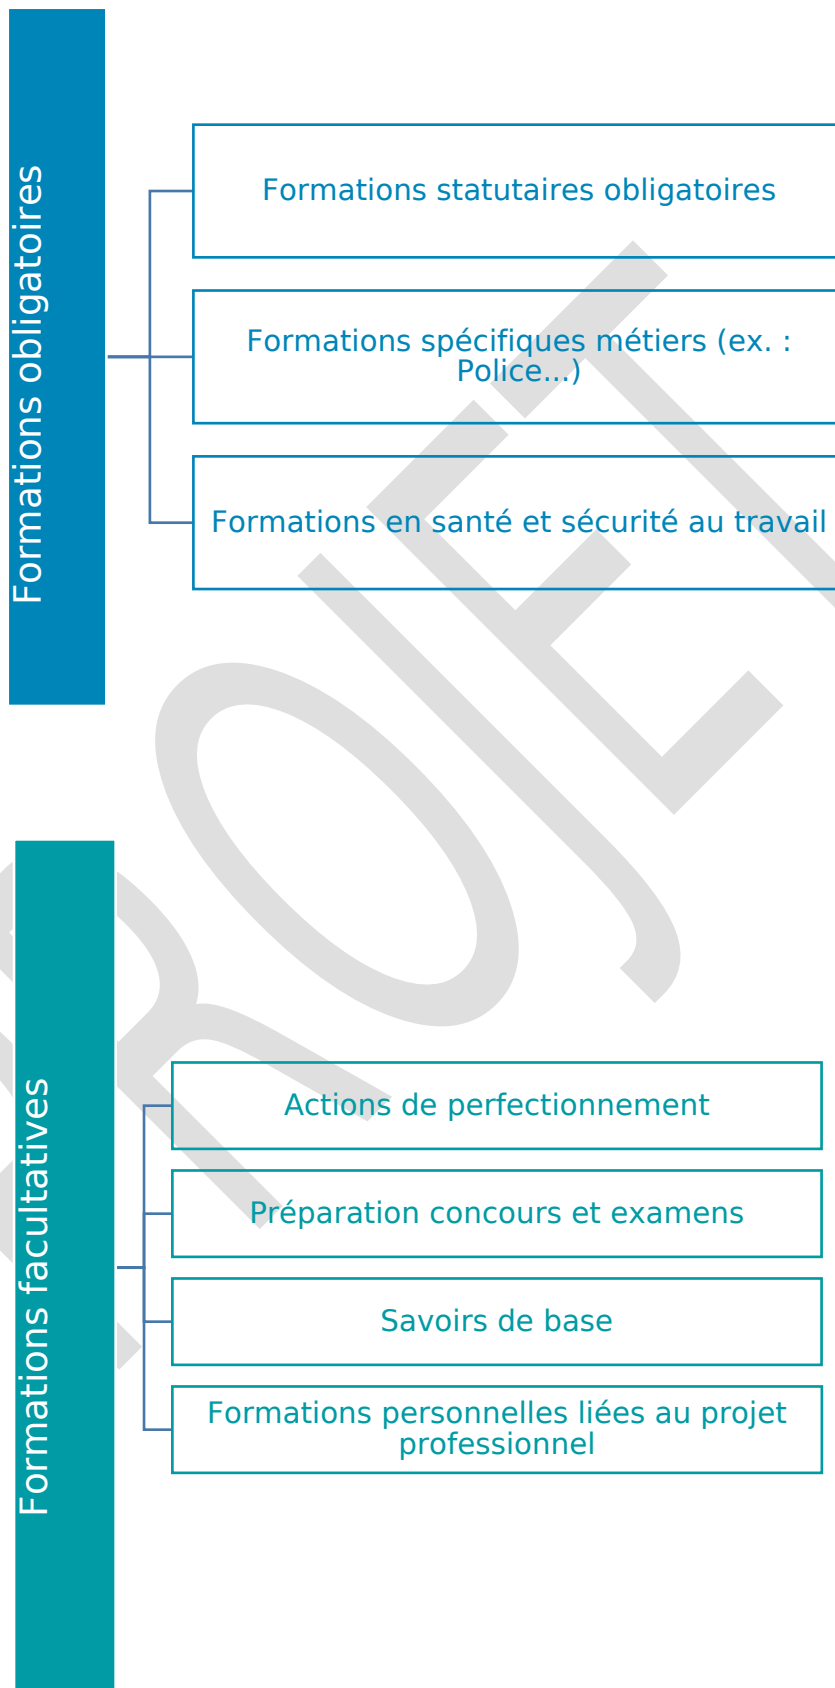 Formations obligatoires
Formations statutaires obligatoires
Formations spécifiques métiers (ex. :
Police...)
Formations en santé et sécurité au travail
PROJET
Formations facultatives
Actions de perfectionnement
Préparation concours et examens
Savoirs de base
Formations personnelles liées au projet
professionnel